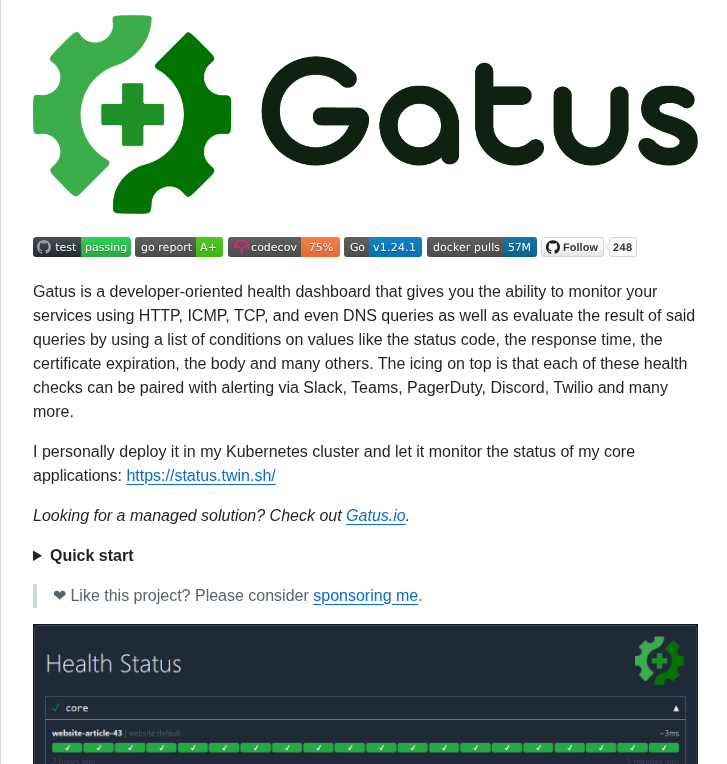 Gatus
test passing go report A+ codecov 75% Go v1.24.1 docker pulls 57M Follow 248
Gatus is a developer-oriented health dashboard that gives you the ability to monitor your
services using HTTP, ICMP, TCP, and even DNS queries as well as evaluate the result of said
queries by using a list of conditions on values like the status code, the response time, the
certificate expiration, the body and many others. The icing on top is that each of these health
checks can be paired with alerting via Slack, Teams, PagerDuty, Discord, Twilio and many
more.
I personally deploy it in my Kubernetes cluster and let it monitor the status of my core
applications: https://status.twin.sh/
Looking for a managed solution? Check out Gatus.io.
Quick start
❤ Like this project? Please consider sponsoring me.
Health Status
✓ core
website-article-43 | website default ~3ms
2 hours ago 5 minutes ago